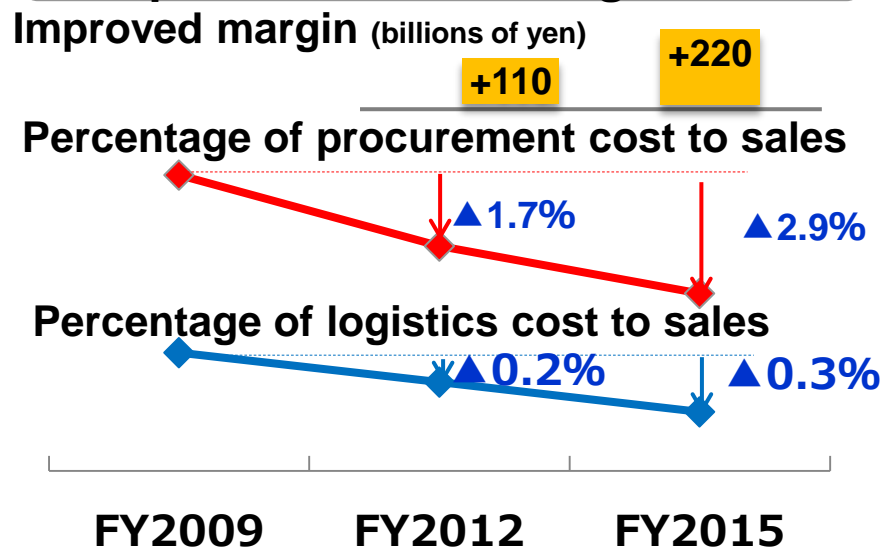 Improved margin (billions of yen)
+110
+220
Percentage of procurement cost to sales
▲1.7%
▲2.9%
Percentage of logistics cost to sales
▲0.2%
▲0.3%
FY2009 FY2012 FY2015